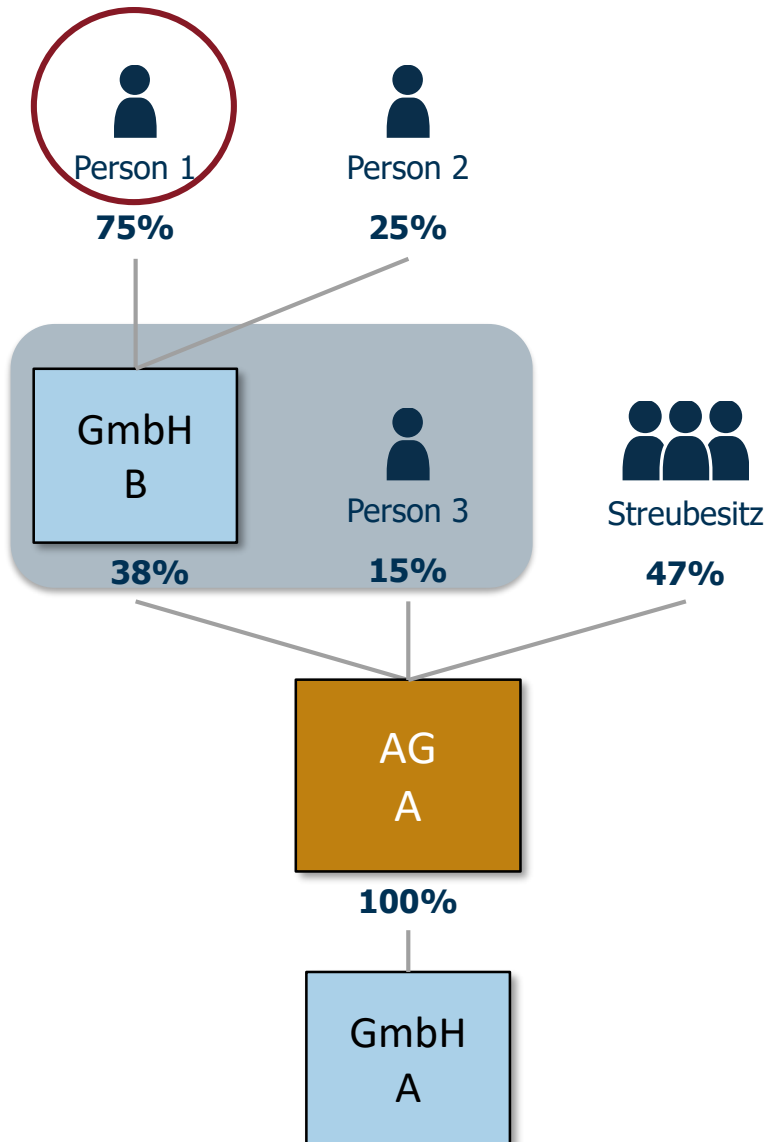 Person 1
Person 2
75%
25%
GmbH
B
Person 3
Streubesitz
38%
15%
47%
AG
A
100%
GmbH
A